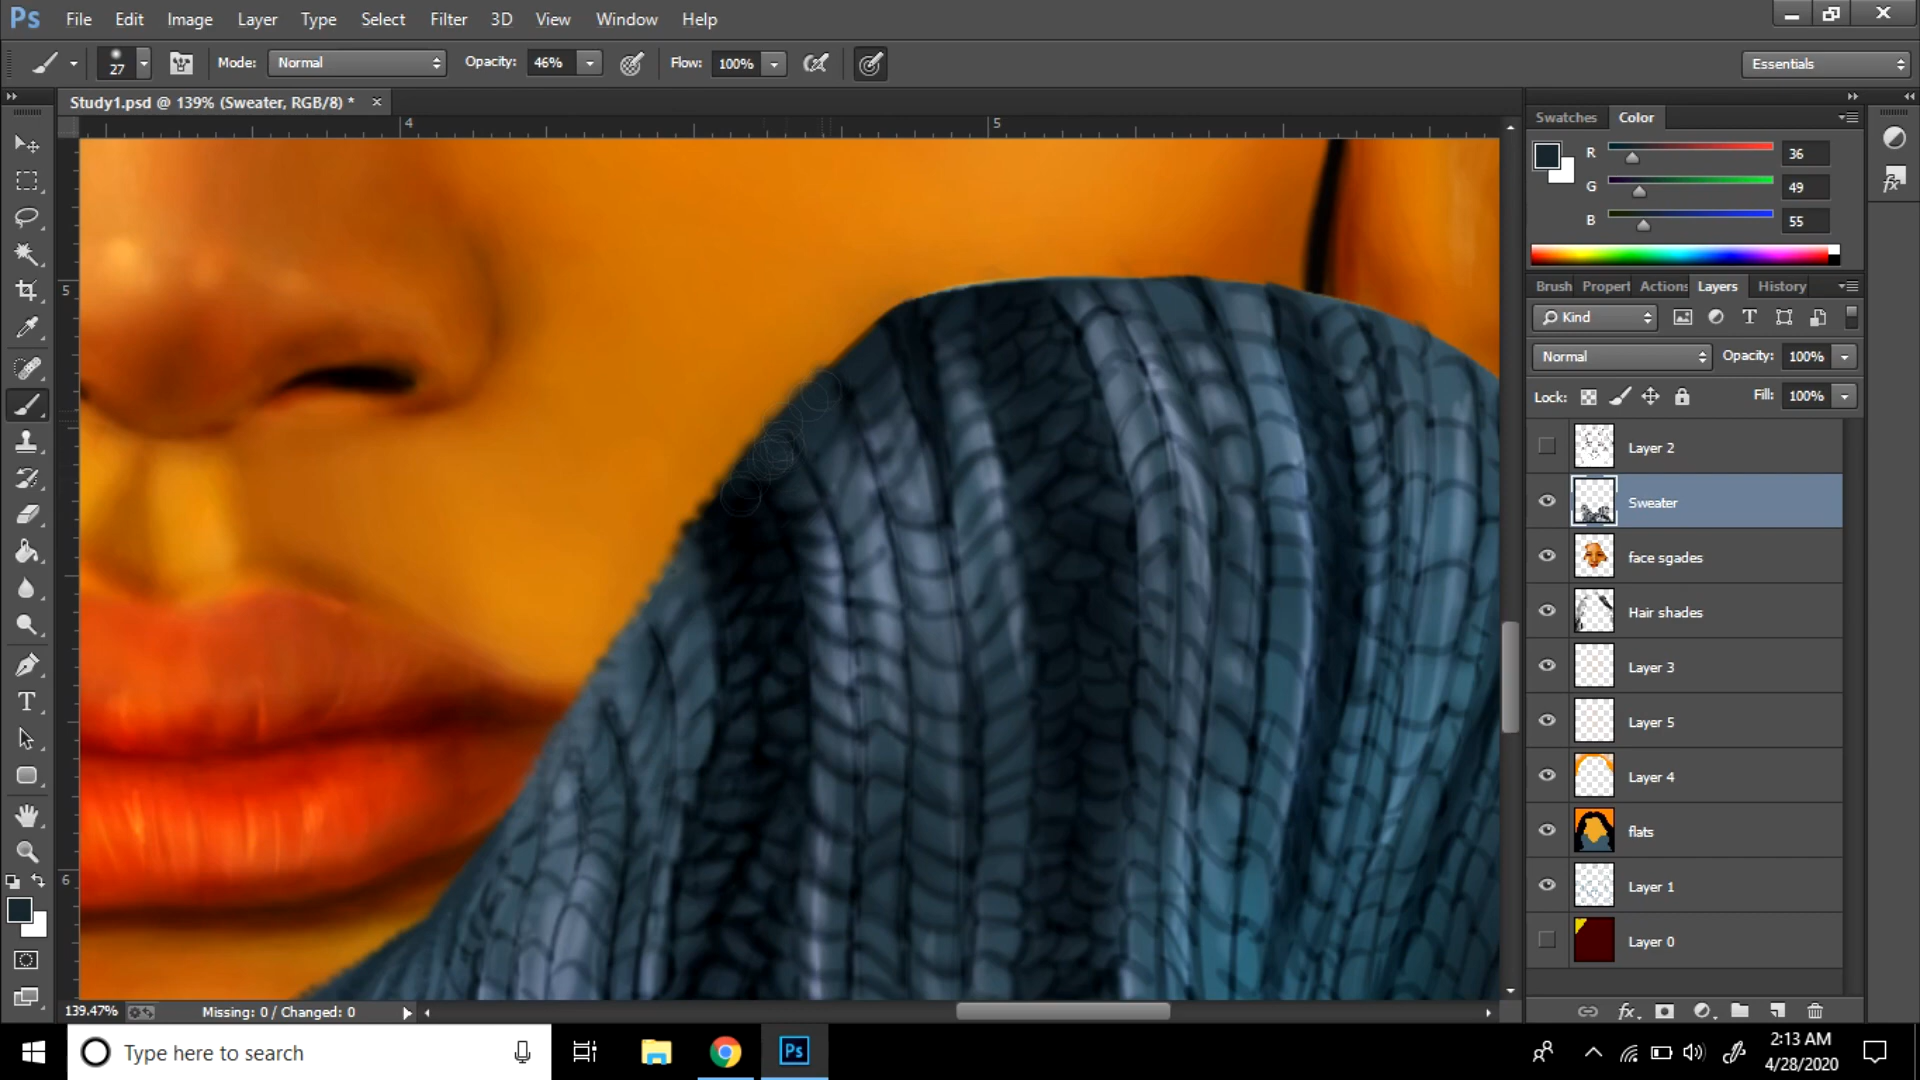 Ps File Edit Image Layer Type Select Filter 3D View Window Help
27 Mode: Normal Opacity: 46% Flow: 100% Essentials
Study1.psd @ 139% (Sweater, RGB/8) *
4 5
5
6
Swatches Color
R 36
G 49
B 55
Brush Propert Actions Layers History
Kind
Normal Opacity: 100%
Lock: Fill: 100%
Layer 2
Sweater
face sgades
Hair shades
Layer 3
Layer 5
Layer 4
flats
Layer 1
Layer 0
139.47% Missing: 0 / Changed: 0
Type here to search
Ps
2:13 AM
4/28/2020